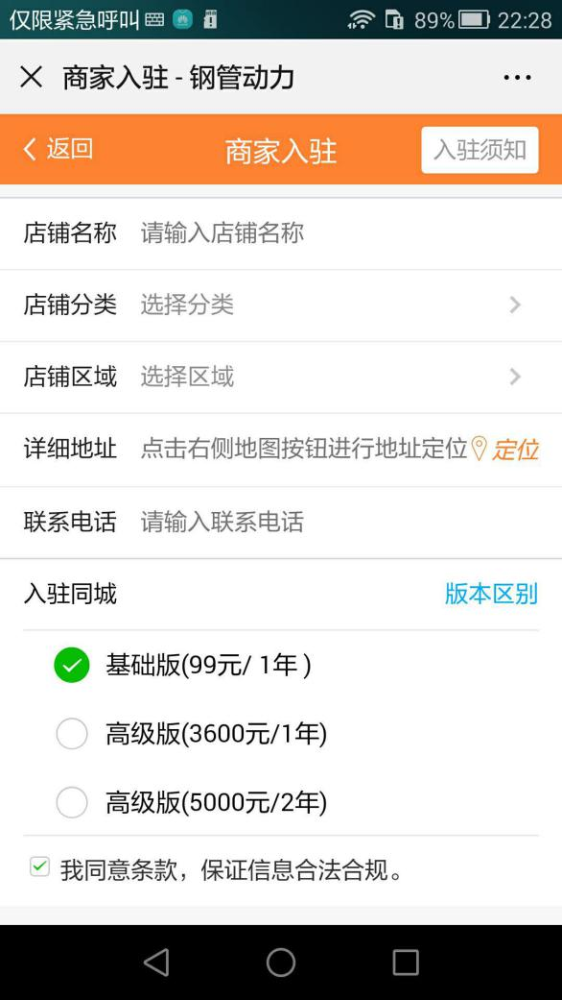 仅限紧急呼叫 89% 22:28
商家入驻 - 钢管动力
返回 商家入驻 入驻须知
店铺名称 请输入店铺名称
店铺分类 选择分类
店铺区域 选择区域
详细地址 点击右侧地图按钮进行地址定位 定位
联系电话 请输入联系电话
入驻同城 版本区别
基础版(99元/ 1年 )
高级版(3600元/1年)
高级版(5000元/2年)
我同意条款，保证信息合法合规。